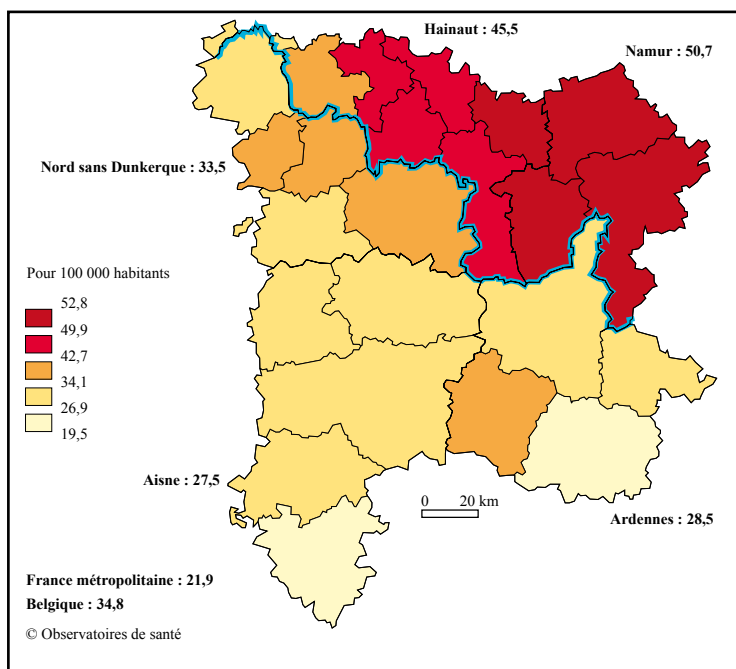 Hainaut : 45,5
Namur : 50,7
Nord sans Dunkerque : 33,5
Pour 100 000 habitants
52,8
49,9
42,7
34,1
26,9
19,5
Aisne : 27,5
0 20 km
Ardennes : 28,5
France métropolitaine : 21,9
Belgique : 34,8
© Observatoires de santé